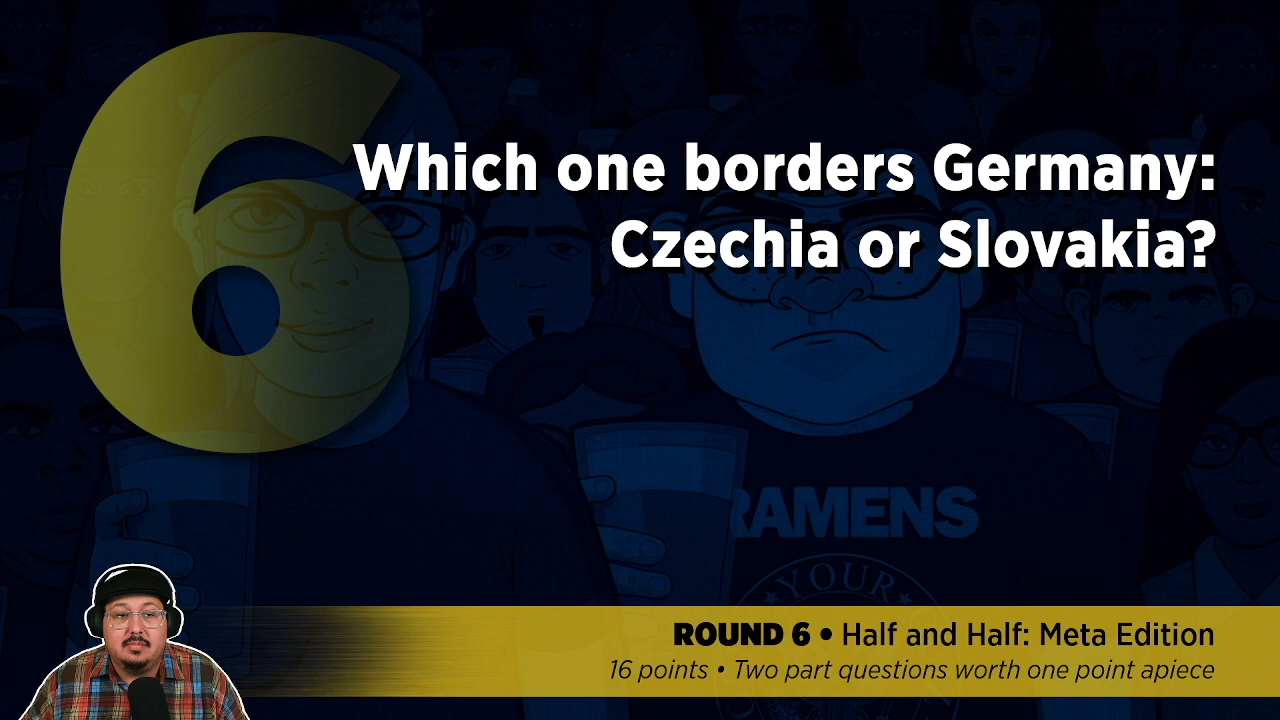 6
Which one borders Germany:
Czechia or Slovakia?
RAMENS
YOUR
ROUND 6 • Half and Half: Meta Edition
16 points • Two part questions worth one point apiece